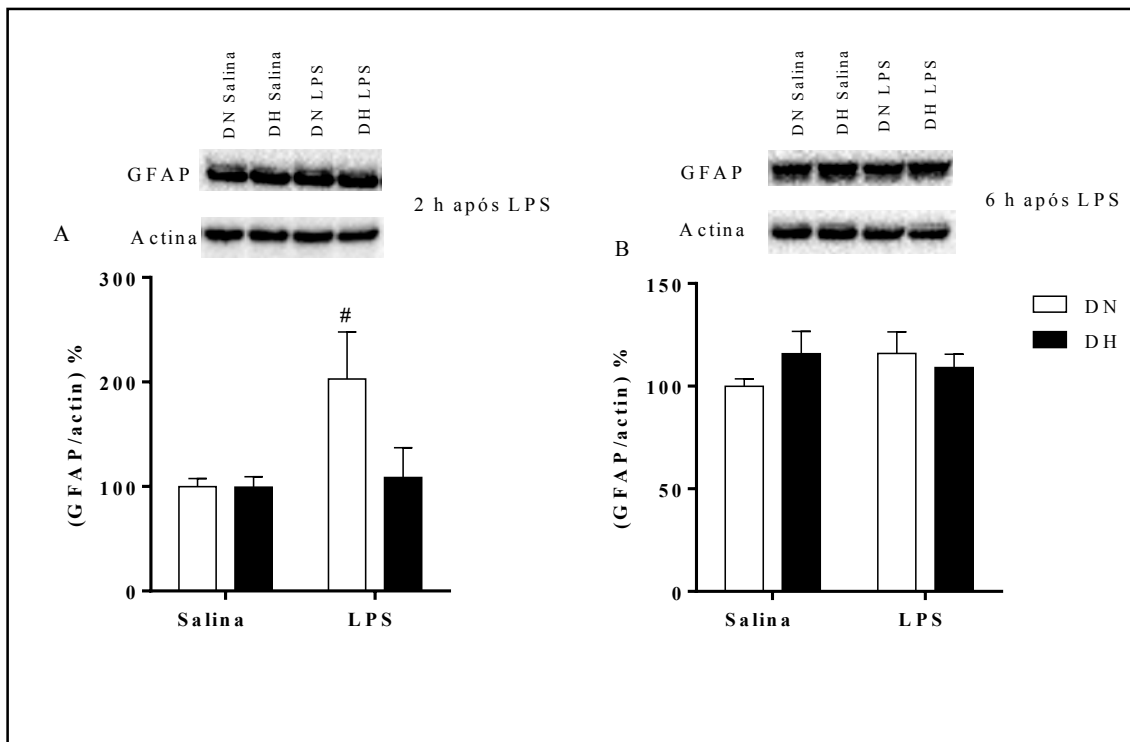 DN Salina
DH Salina
DN LPS
DH LPS
GFAP
2 h após LPS
A
Actina
300
200
100
0
(GFAP/actin) %
#
Salina
LPS
DN Salina
DH Salina
DN LPS
DH LPS
GFAP
6 h após LPS
Actina
B
150
100
50
0
(GFAP/actin) %
Salina
LPS
DN
DH